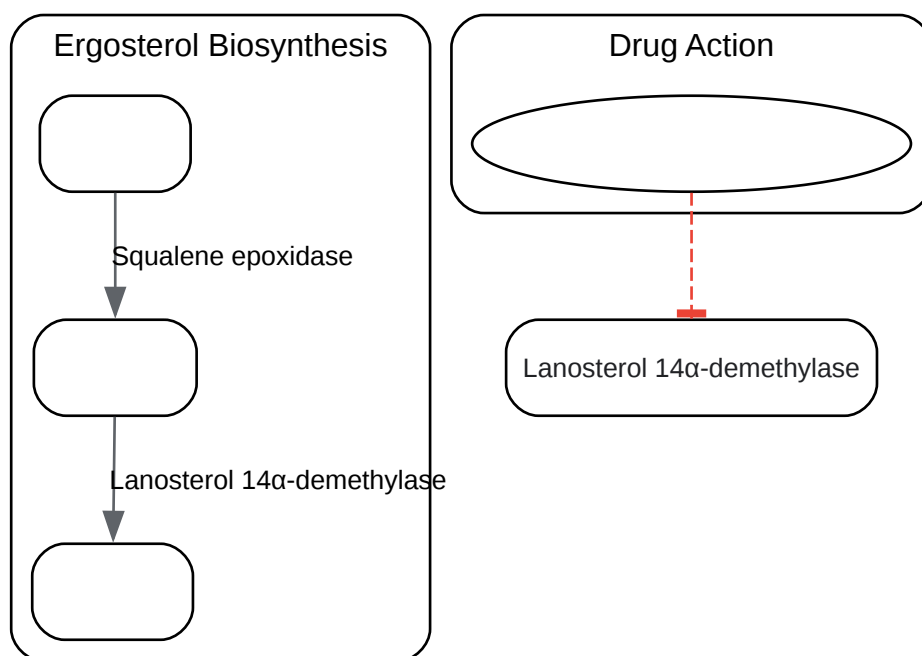 Ergosterol Biosynthesis
Squalene epoxidase
Lanosterol 14α-demethylase
Drug Action
Lanosterol 14α-demethylase